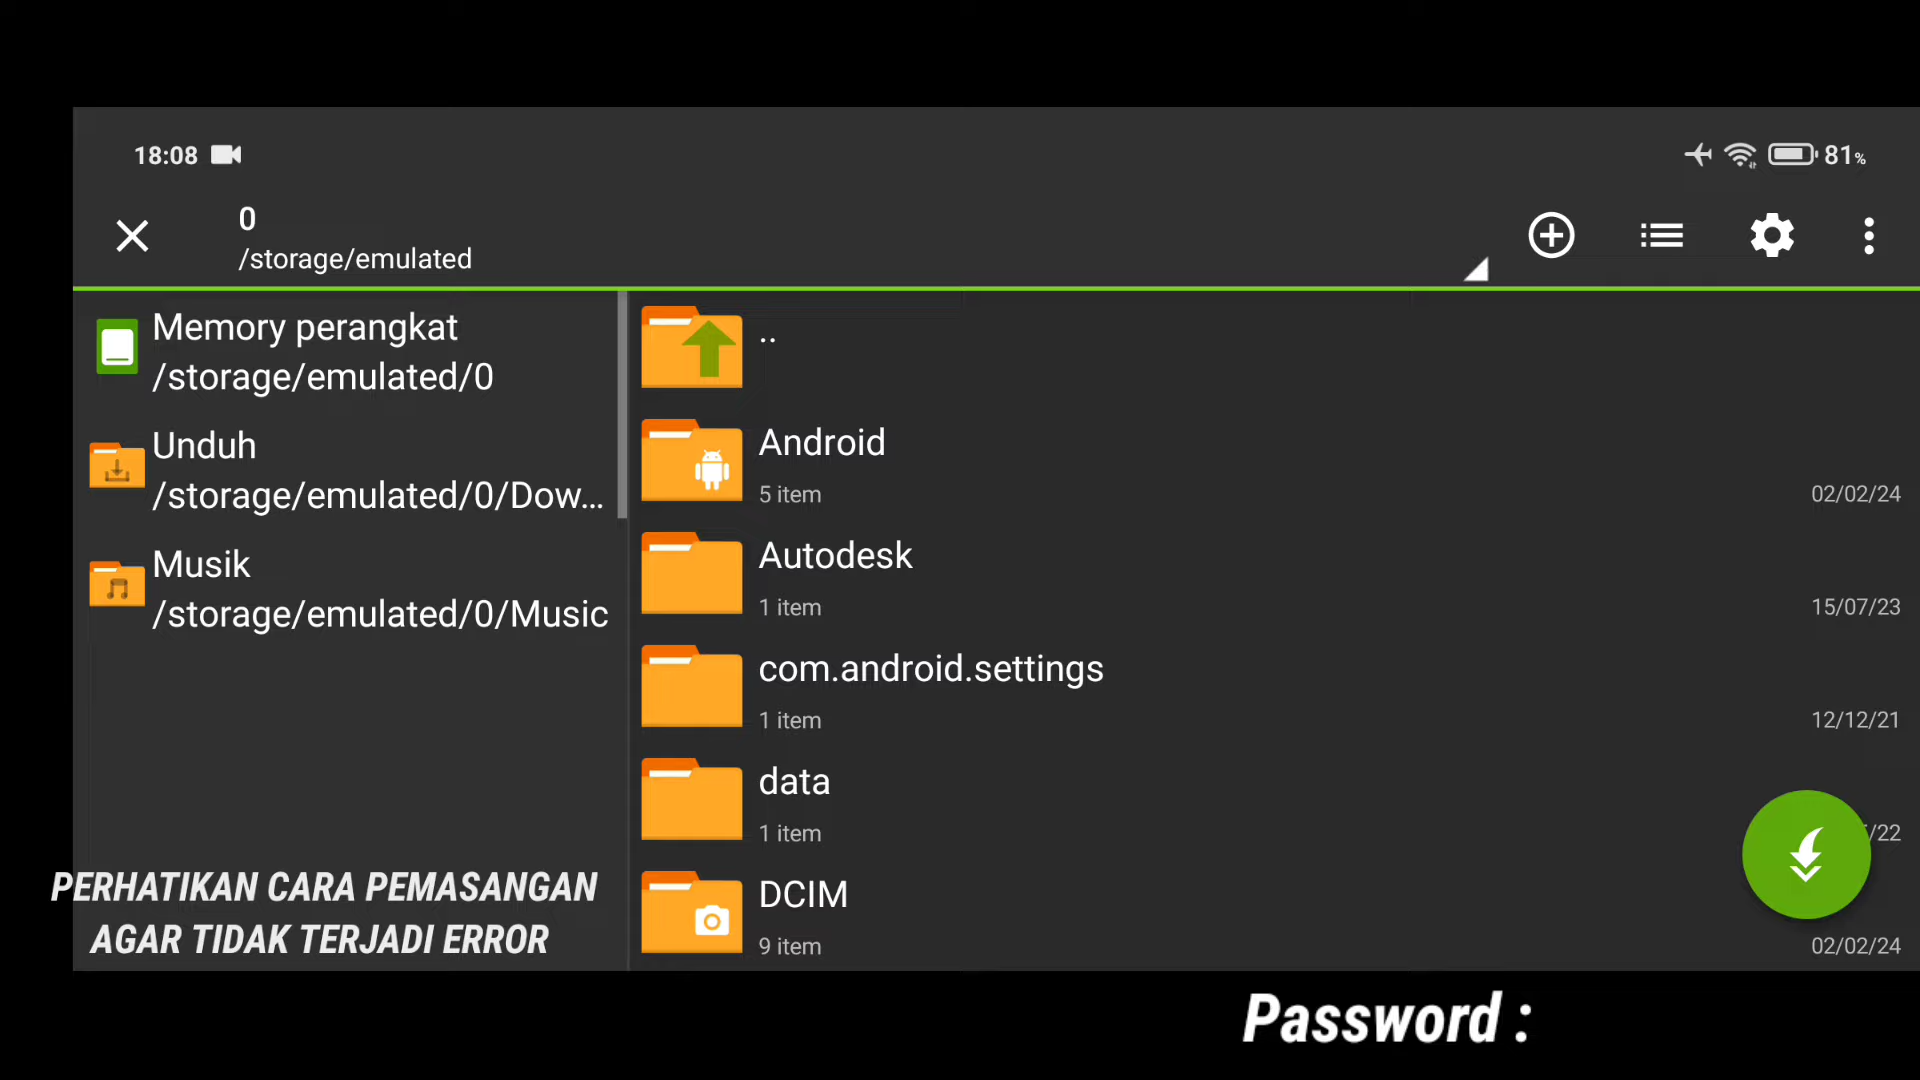 18:08
81%
0
/storage/emulated
Memory perangkat
/storage/emulated/0
Unduh
/storage/emulated/0/Dow...
Musik
/storage/emulated/0/Music
..
Android
5 item
02/02/24
Autodesk
1 item
15/07/23
com.android.settings
1 item
12/12/21
data
1 item
/22
DCIM
9 item
02/02/24
PERHATIKAN CARA PEMASANGAN
AGAR TIDAK TERJADI ERROR
Password :